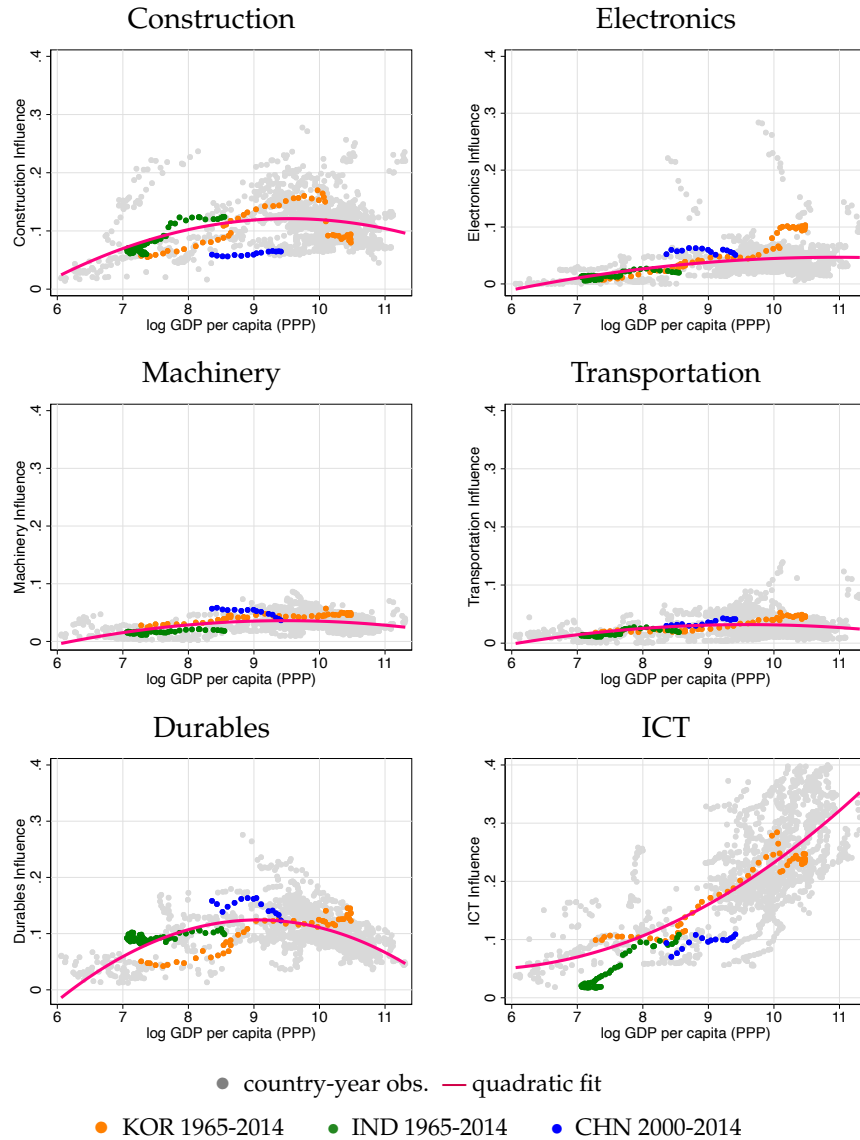 Construction
Electronics
.4
.3
.2
.1
0
Construction Influence
6 7 8 9 10 11
log GDP per capita (PPP)
.4
.3
.2
.1
0
Electronics Influence
6 7 8 9 10 11
log GDP per capita (PPP)
Machinery
Transportation
.4
.3
.2
.1
0
Machinery Influence
6 7 8 9 10 11
log GDP per capita (PPP)
.4
.3
.2
.1
0
Transportation Influence
6 7 8 9 10 11
log GDP per capita (PPP)
Durables
ICT
.4
.3
.2
.1
0
Durables Influence
6 7 8 9 10 11
log GDP per capita (PPP)
.4
.3
.2
.1
0
ICT Influence
6 7 8 9 10 11
log GDP per capita (PPP)
country-year obs. quadratic fit
KOR 1965-2014 IND 1965-2014 CHN 2000-2014